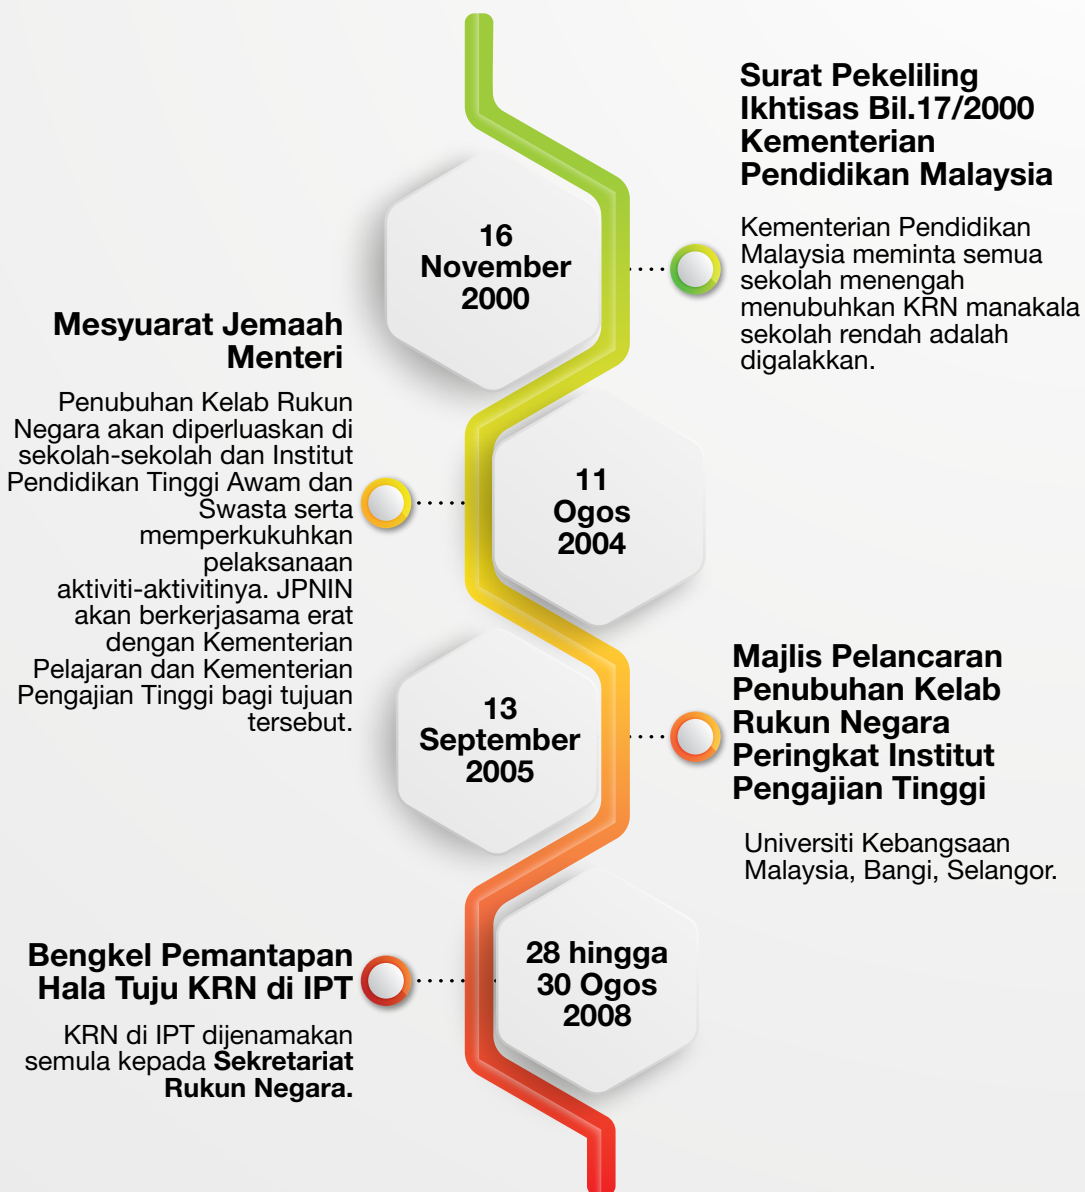 16
November
2000
Surat Pekeliling
Ikhtisas Bil.17/2000
Kementerian
Pendidikan Malaysia
Kementerian Pendidikan
Malaysia meminta semua
sekolah menengah
menubuhkan KRN manakala
sekolah rendah adalah
digalakkan.
11
Ogos
2004
Mesyuarat Jemaah
Menteri
Penubuhan Kelab Rukun
Negara akan diperluaskan di
sekolah-sekolah dan Institut
Pendidikan Tinggi Awam dan
Swasta serta
memperkukuhkan
pelaksanaan
aktiviti-aktivitinya. JPNIN
akan berkerjasama erat
dengan Kementerian
Pelajaran dan Kementerian
Pengajian Tinggi bagi tujuan
tersebut.
13
September
2005
Majlis Pelancaran
Penubuhan Kelab
Rukun Negara
Peringkat Institut
Pengajian Tinggi
Universiti Kebangsaan
Malaysia, Bangi, Selangor.
28 hingga
30 Ogos
2008
Bengkel Pemantapan
Hala Tuju KRN di IPT
KRN di IPT dijenamakan
semula kepada Sekretariat
Rukun Negara.